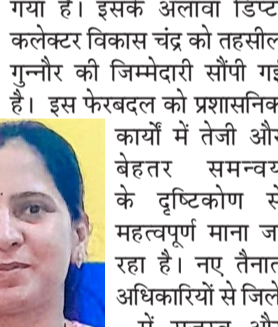 गया है। इसके अलावा डिप्टी
कलेक्टर विकास चंद्र को तहसील
गुन्नौर की जिम्मेदारी सौंपी गई
है। इस फेरबदल को प्रशासनिक
कार्यों में तेजी और
बेहतर समन्वय
के दृष्टिकोण से
महत्वपूर्ण माना जा
रहा है। नए तैनात
अधिकारियों से जिले
में